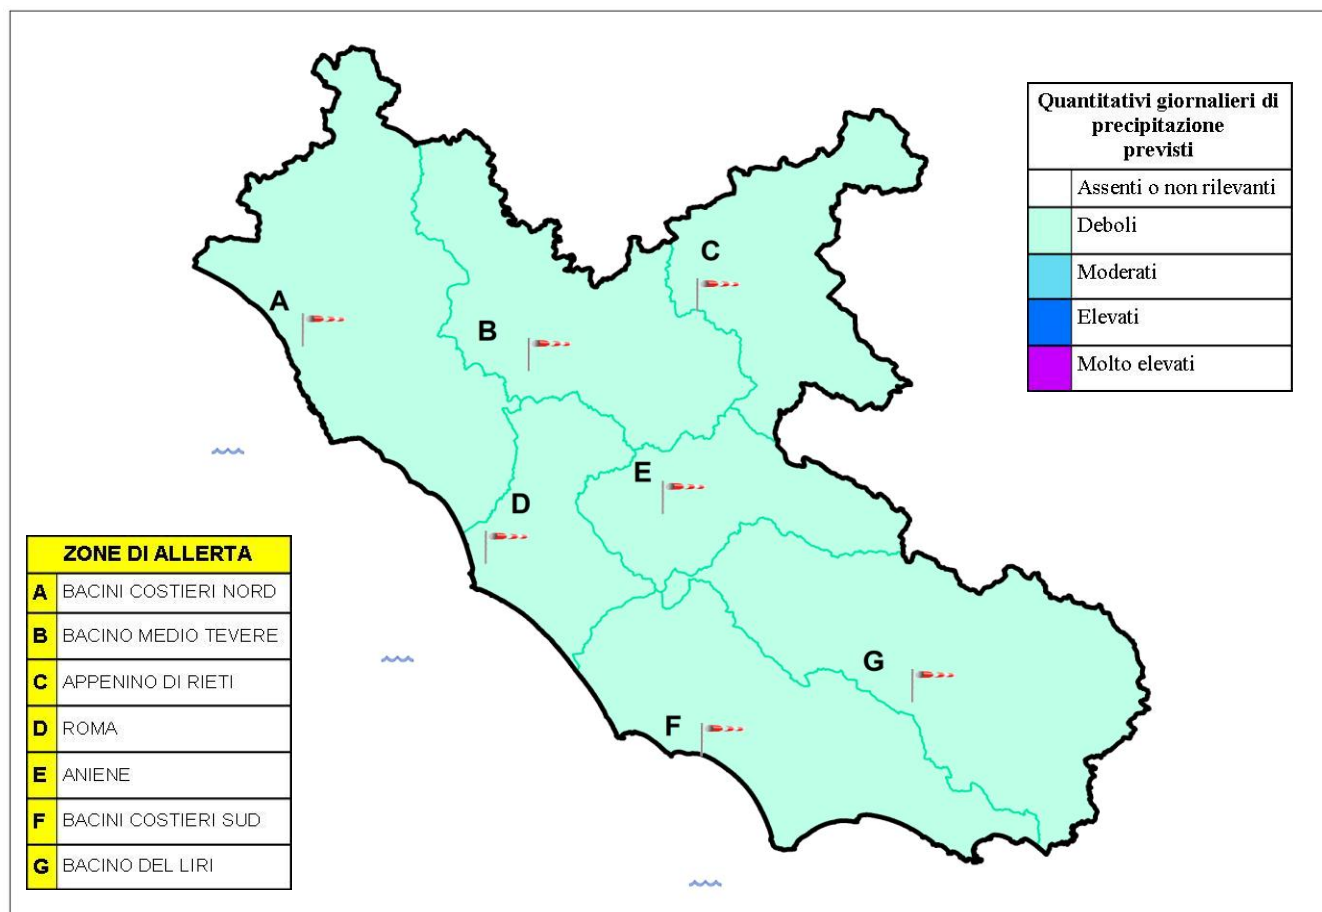 Quantitativi giornalieri di
precipitazione
previsti
Assenti o non rilevanti
Deboli
Moderati
Elevati
Molto elevati
C
A
B
E
D
G
F
ZONE DI ALLERTA
A BACINI COSTIERI NORD
B BACINO MEDIO TEVERE
C APPENINO DI RIETI
D ROMA
E ANIENE
F BACINI COSTIERI SUD
G BACINO DEL LIRI